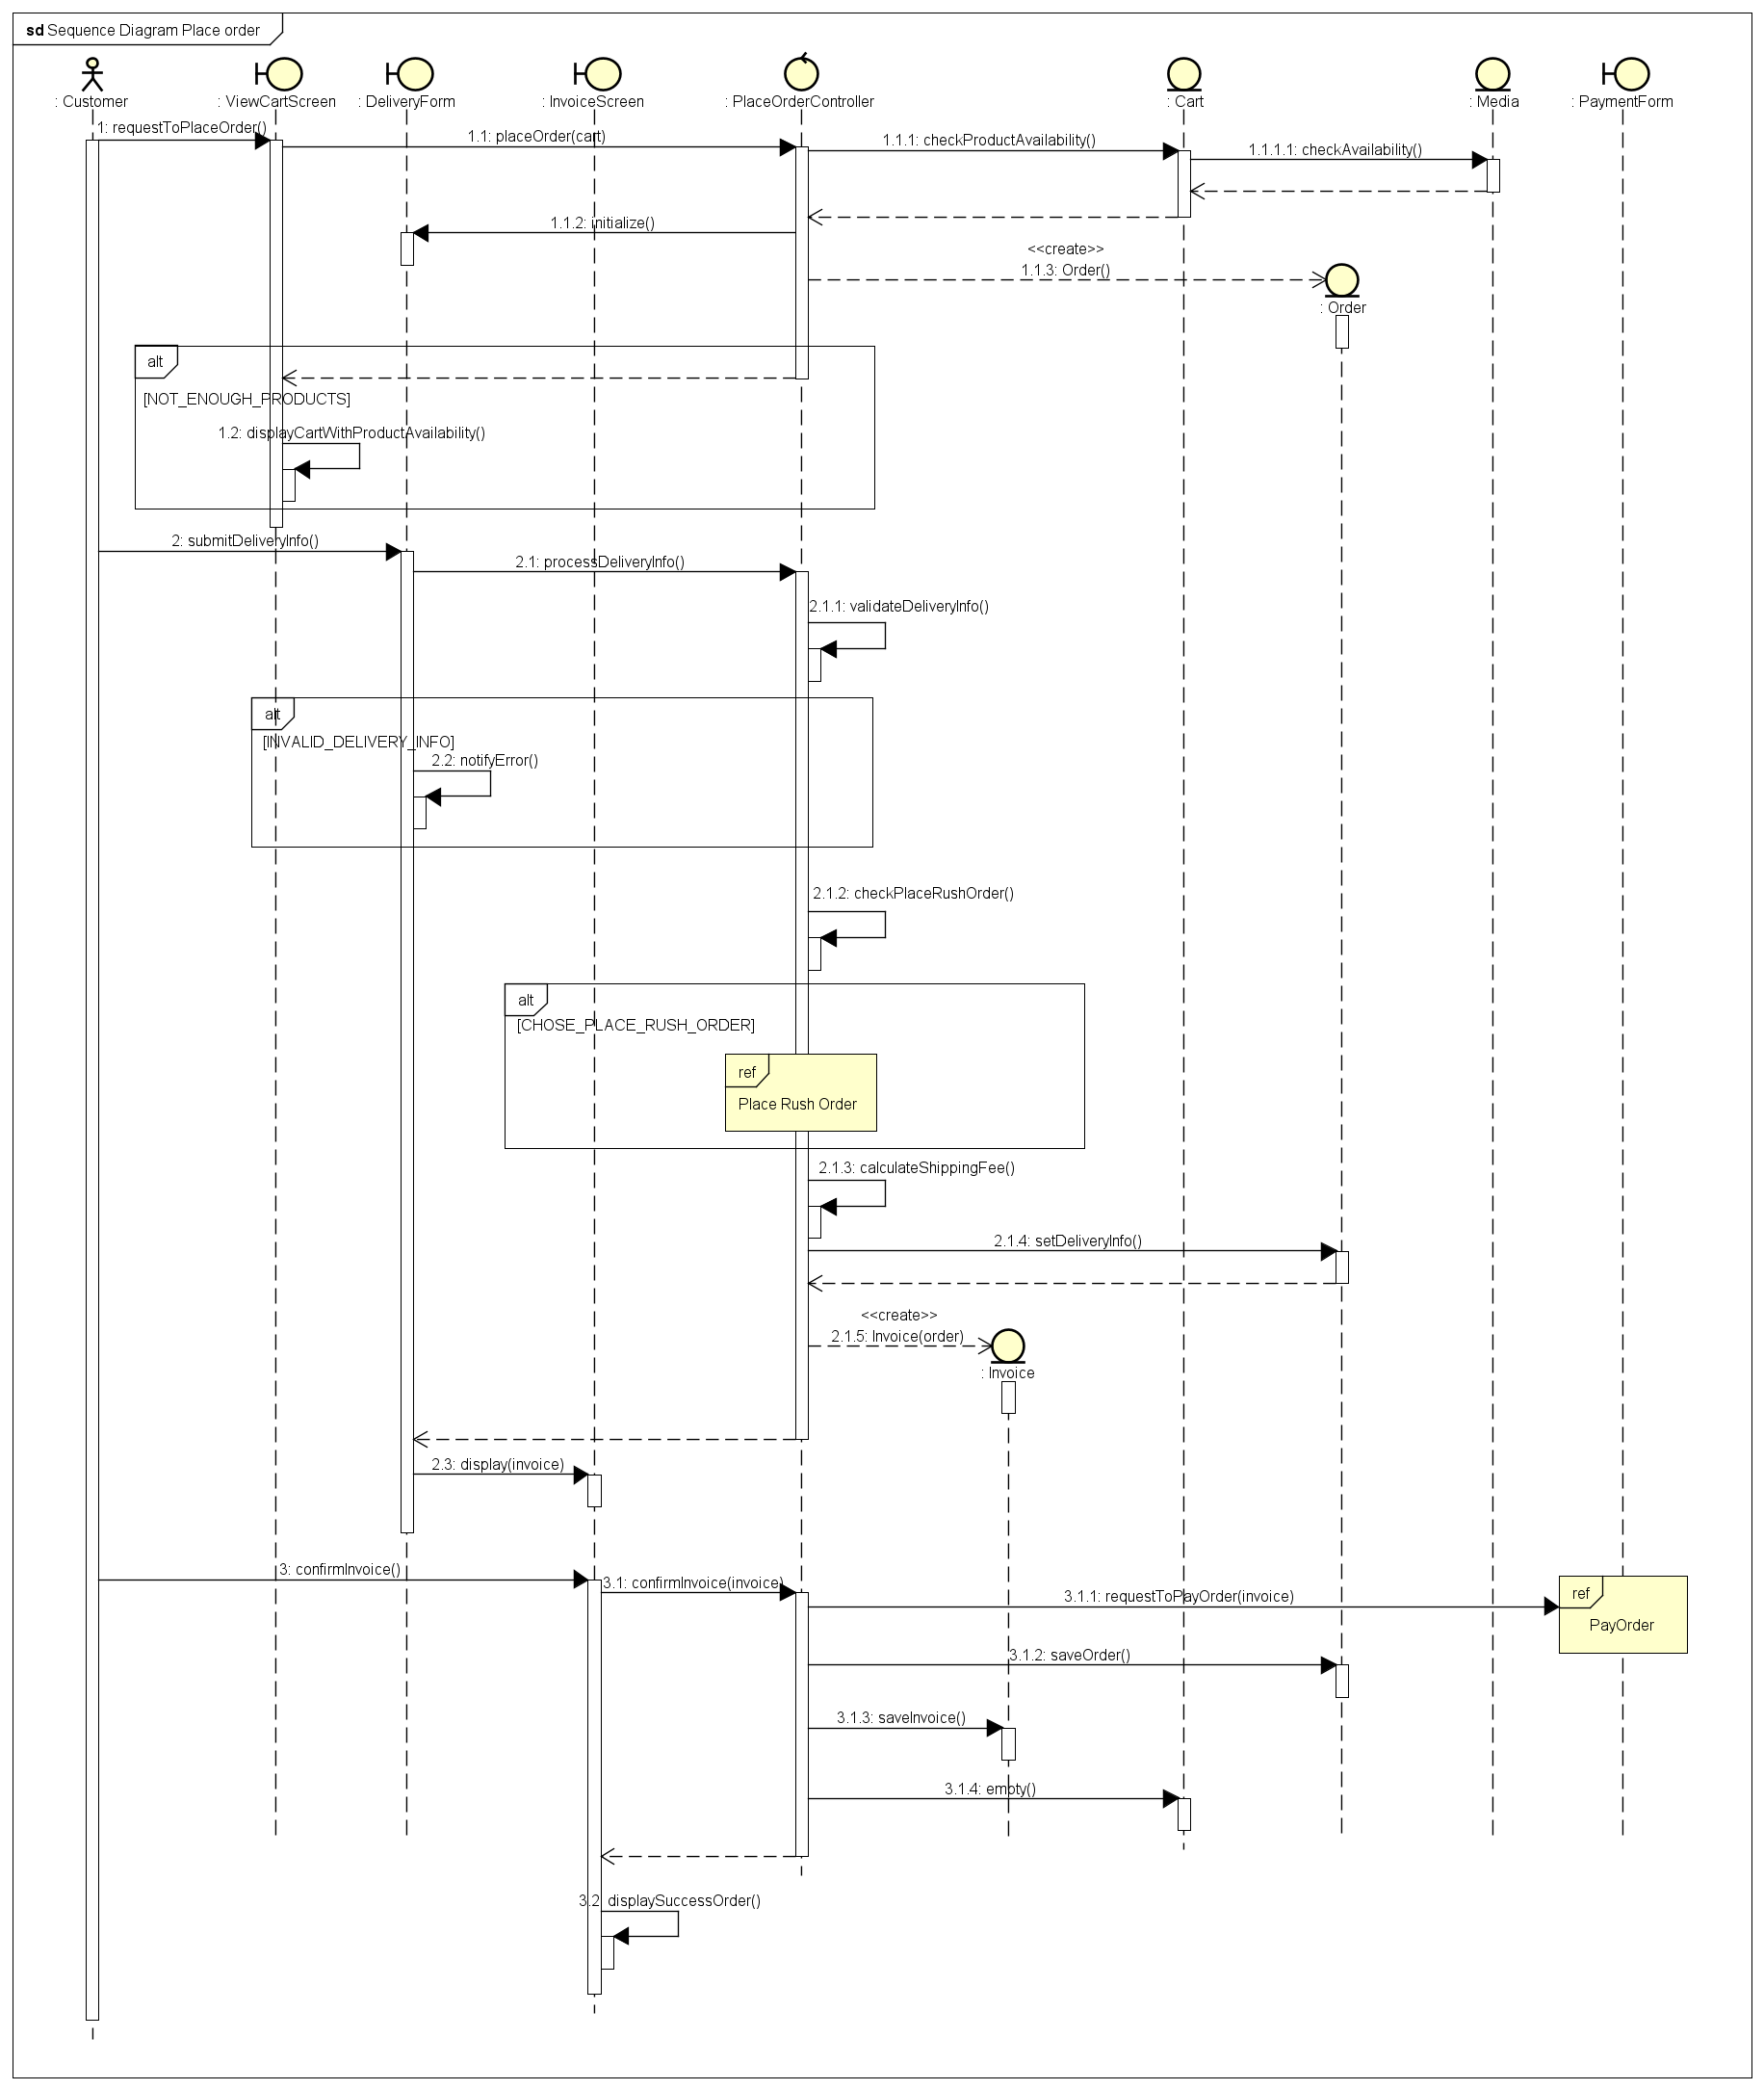 sd Sequence Diagram Place order
: Customer
: ViewCartScreen
: DeliveryForm
: InvoiceScreen
: PlaceOrderController
: Cart
: Media
: PaymentForm
1: requestToPlaceOrder()
1.1: placeOrder(cart)
1.1.1: checkProductAvailability()
1.1.1.1: checkAvailability()
1.1.2: initialize()
<<create>>
1.1.3: Order()
: Order
alt
[NOT_ENOUGH_PRODUCTS]
1.2: displayCartWithProductAvailability()
2: submitDeliveryInfo()
2.1: processDeliveryInfo()
2.1.1: validateDeliveryInfo()
alt
[INVALID_DELIVERY_INFO]
2.2: notifyError()
2.1.2: checkPlaceRushOrder()
alt
[CHOSE_PLACE_RUSH_ORDER]
ref
Place Rush Order
2.1.3: calculateShippingFee()
2.1.4: setDeliveryInfo()
<<create>>
2.1.5: Invoice(order)
: Invoice
2.3: display(invoice)
3: confirmInvoice()
3.1: confirmInvoice(invoice)
3.1.1: requestToPayOrder(invoice)
ref
PayOrder
3.1.2: saveOrder()
3.1.3: saveInvoice()
3.1.4: empty()
3.2: displaySuccessOrder()